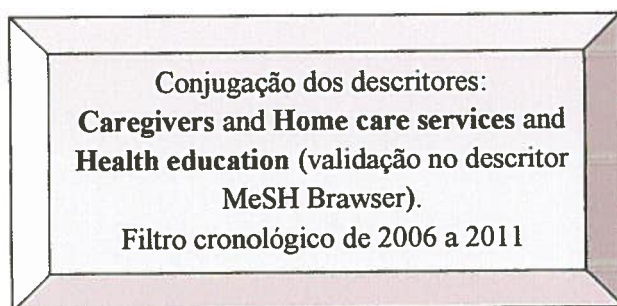 Conjugação dos descritores:
Caregivers and Home care services and
Health education (validação no descritor
MeSH Brawser).
Filtro cronológico de 2006 a 2011